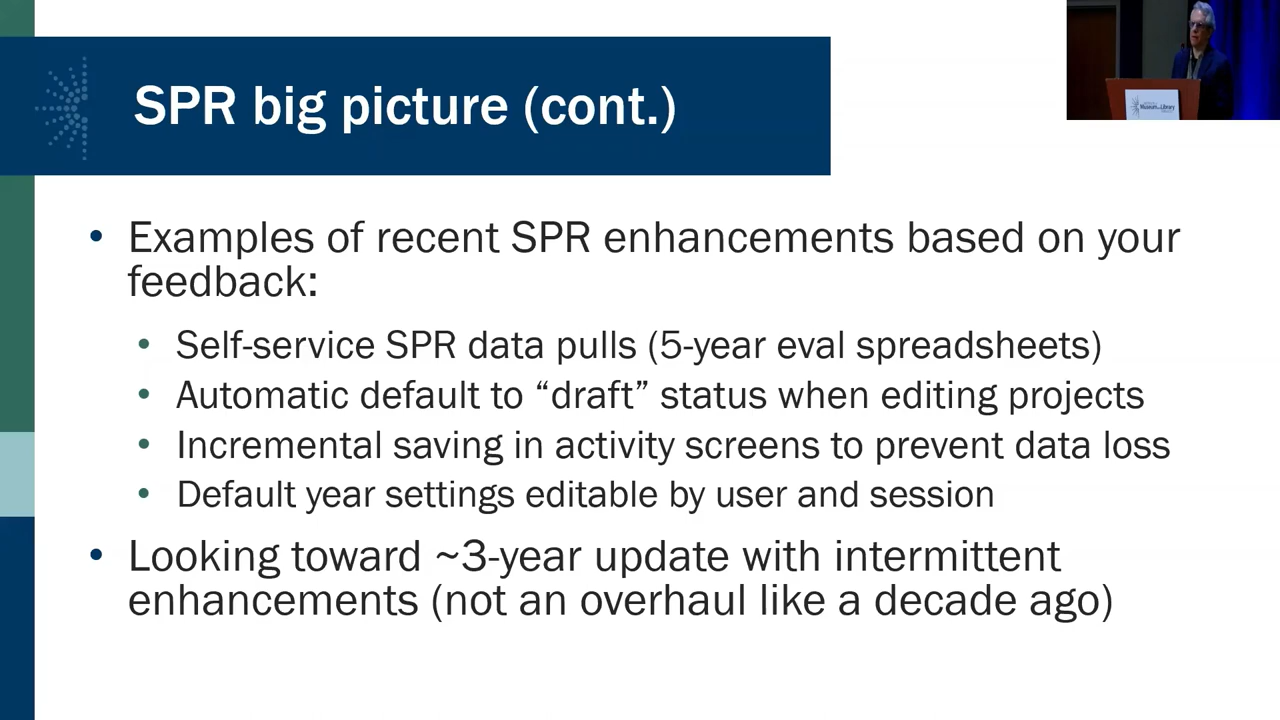 SPR big picture (cont.)
• Examples of recent SPR enhancements based on your
feedback:
• Self-service SPR data pulls (5-year eval spreadsheets)
• Automatic default to “draft” status when editing projects
• Incremental saving in activity screens to prevent data loss
• Default year settings editable by user and session
• Looking toward ~3-year update with intermittent
enhancements (not an overhaul like a decade ago)
Museum and Library